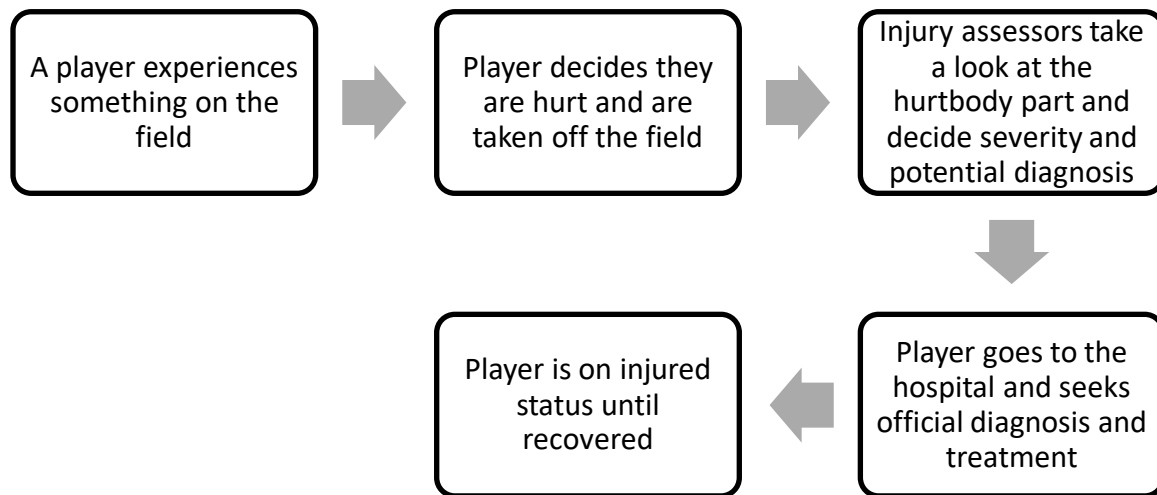 A player experiences
something on the
field
Player decides they
are hurt and are
taken off the field
Injury assessors take
a look at the
hurtbody part and
decide severity and
potential diagnosis
Player goes to the
hospital and seeks
official diagnosis and
treatment
Player is on injured
status until
recovered